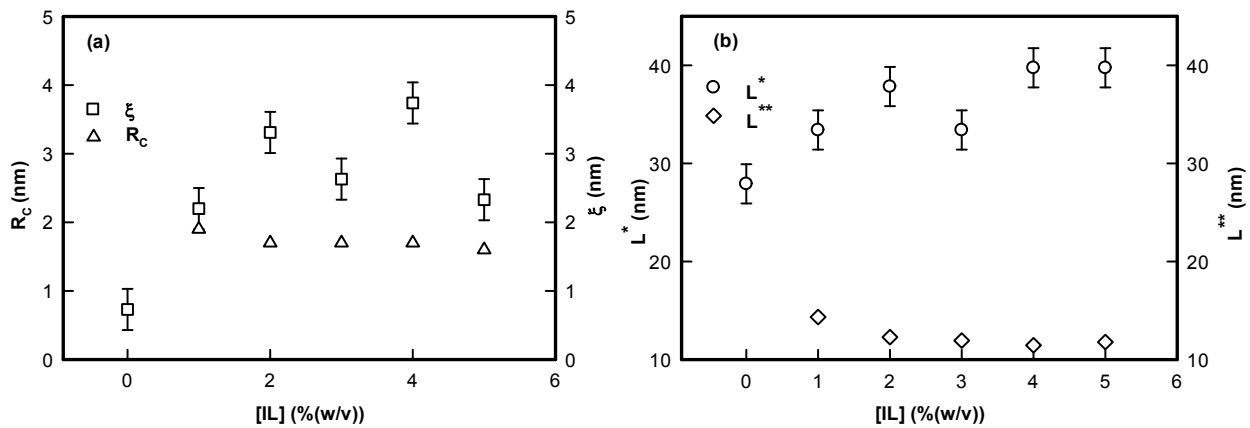 (a)
ξ
R_C
5
4
3
2
1
0
R_C (nm)
5
4
3
2
1
0
ξ (nm)
0 2 4 6
[IL] (%(w/v))
(b)
L^*
L^**
40
30
20
10
L^* (nm)
40
30
20
10
L^** (nm)
0 1 2 3 4 5 6
[IL] (%(w/v))